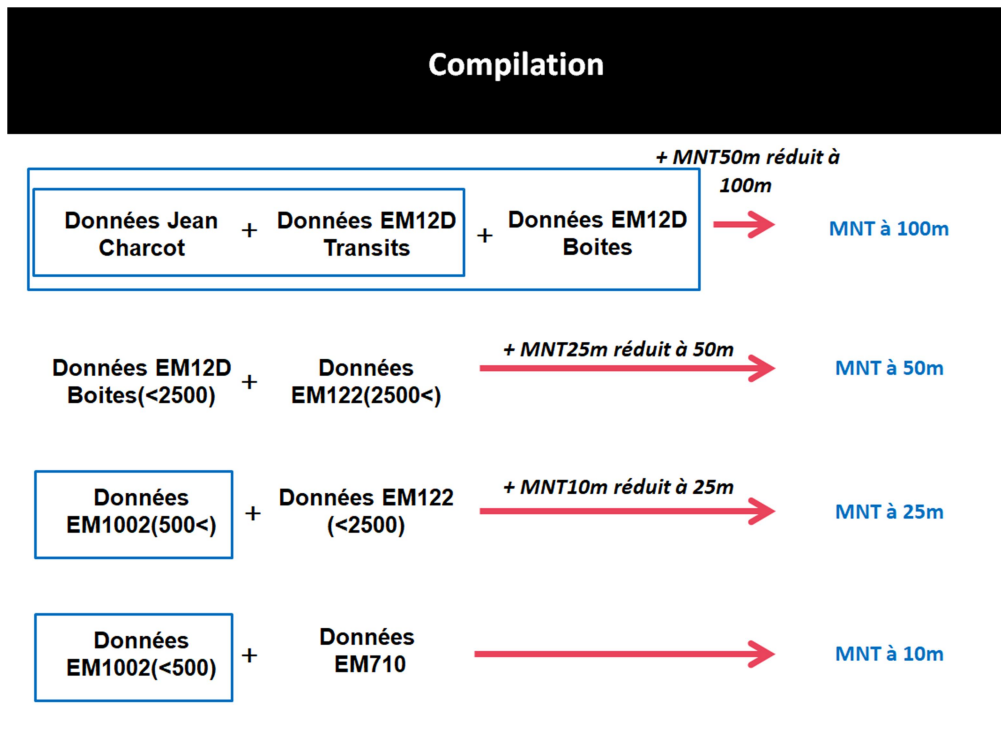 Compilation
+ MNT50m réduit à
100m
Données Jean
Charcot
+
Données EM12D
Transits
+
Données EM12D
Boites
MNT à 100m
Données EM12D
Boites(<2500)
+
Données
EM122(2500<)
+ MNT25m réduit à 50m
MNT à 50m
Données
EM1002(500<)
+
Données EM122
(<2500)
+ MNT10m réduit à 25m
MNT à 25m
Données
EM1002(<500)
+
Données
EM710
MNT à 10m